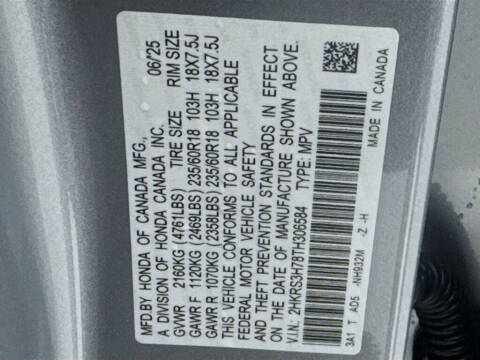 MFD.BY HONDA OF CANADA MFG.,
A DIVISION OF HONDA CANADA INC. 06/25
GVWR 2160KG (4761LBS) TIRE SIZE RIM SIZE
GAWR F 1120KG (2469LBS) 235/60R18 103H 18X7.5J
GAWR R 1070KG (2358LBS) 235/60R18 103H 18X7.5J
THIS VEHICLE CONFORMS TO ALL APPLICABLE
FEDERAL MOTOR VEHICLE SAFETY
AND THEFT PREVENTION STANDARDS IN EFFECT
ON THE DATE OF MANUFACTURE SHOWN ABOVE.
V.I.N: 2HKRS3H78TH306584 TYPE: MPV
3A1 T AD5 -NH932M -Z -H
MADE IN CANADA